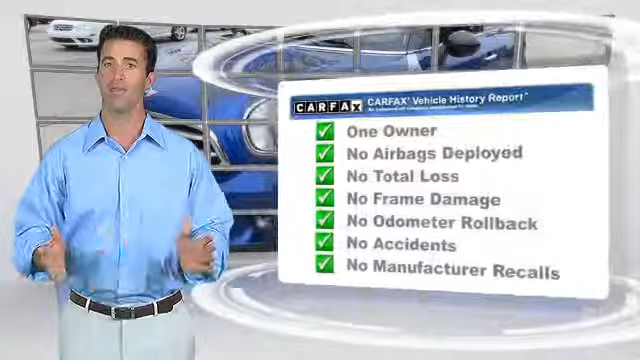 CARFAX CARFAX Vehicle History Report
One Owner
No Airbags Deployed
No Total Loss
No Frame Damage
No Odometer Rollback
No Accidents
No Manufacturer Recalls